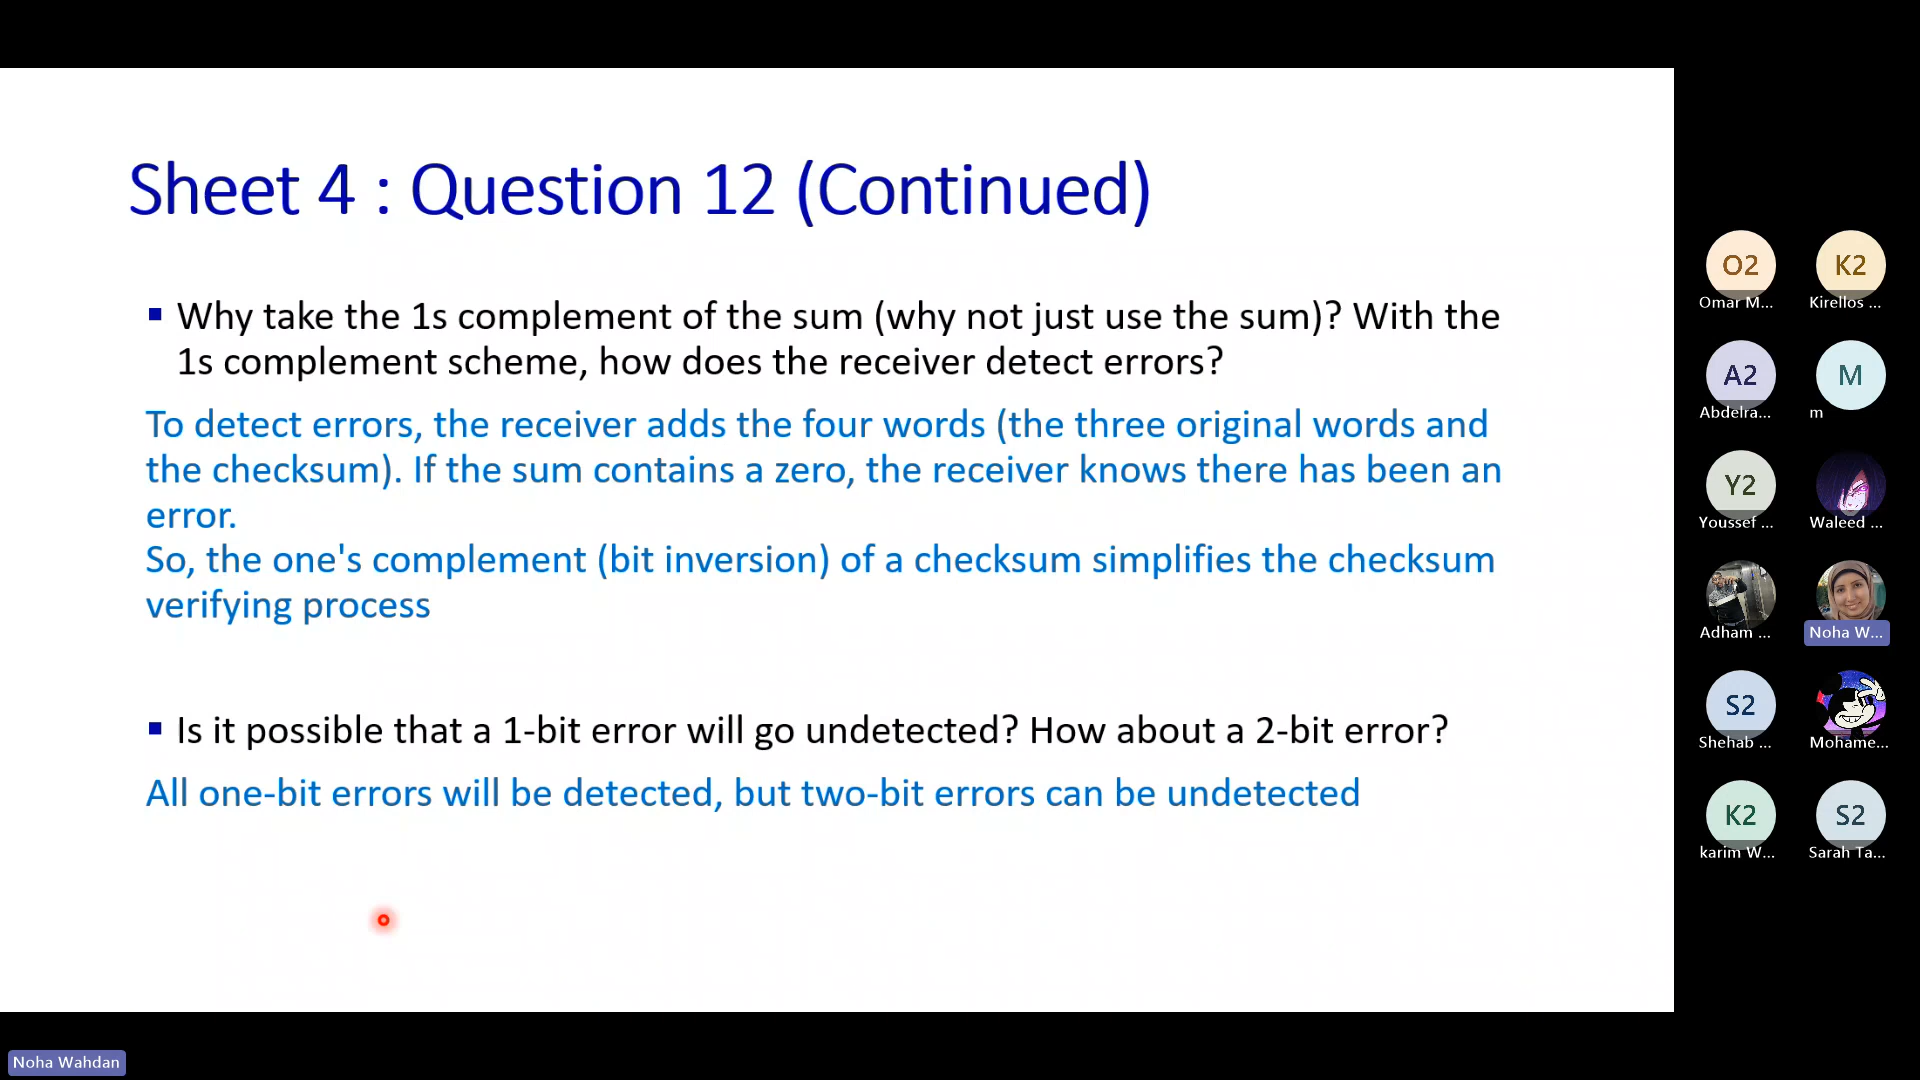 Sheet 4 : Question 12 (Continued)
▪ Why take the 1s complement of the sum (why not just use the sum)? With the
1s complement scheme, how does the receiver detect errors?
To detect errors, the receiver adds the four words (the three original words and
the checksum). If the sum contains a zero, the receiver knows there has been an
error.
So, the one's complement (bit inversion) of a checksum simplifies the checksum
verifying process
▪ Is it possible that a 1-bit error will go undetected? How about a 2-bit error?
All one-bit errors will be detected, but two-bit errors can be undetected
O2
K2
Omar M...
Kirellos ...
A2
M
Abdelra...
m
Y2
Youssef ...
Waleed ...
Adham ...
Noha W...
S2
Shehab ...
Mohame...
K2
S2
karim W...
Sarah Ta...
Noha Wahdan